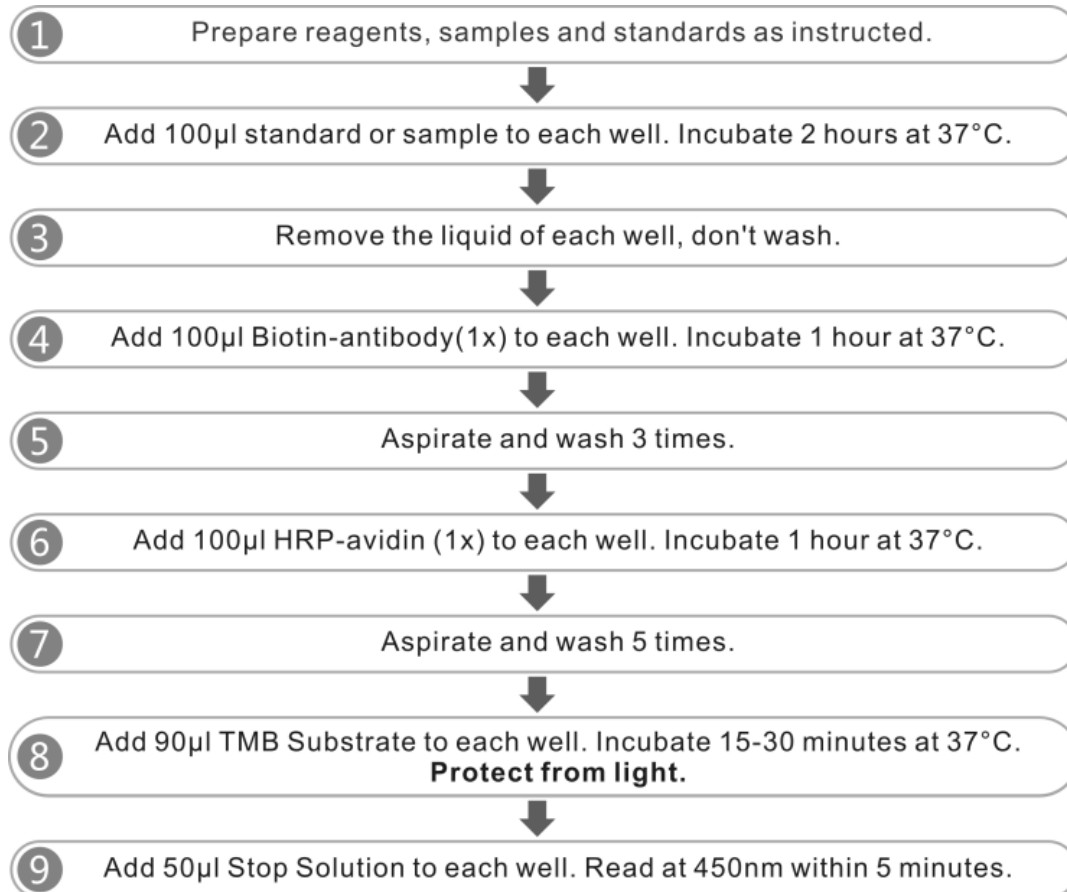 1 Prepare reagents, samples and standards as instructed.
2 Add 100µl standard or sample to each well. Incubate 2 hours at 37°C.
3 Remove the liquid of each well, don't wash.
4 Add 100µl Biotin-antibody(1x) to each well. Incubate 1 hour at 37°C.
5 Aspirate and wash 3 times.
6 Add 100µl HRP-avidin (1x) to each well. Incubate 1 hour at 37°C.
7 Aspirate and wash 5 times.
8 Add 90µl TMB Substrate to each well. Incubate 15-30 minutes at 37°C.
Protect from light.
9 Add 50µl Stop Solution to each well. Read at 450nm within 5 minutes.